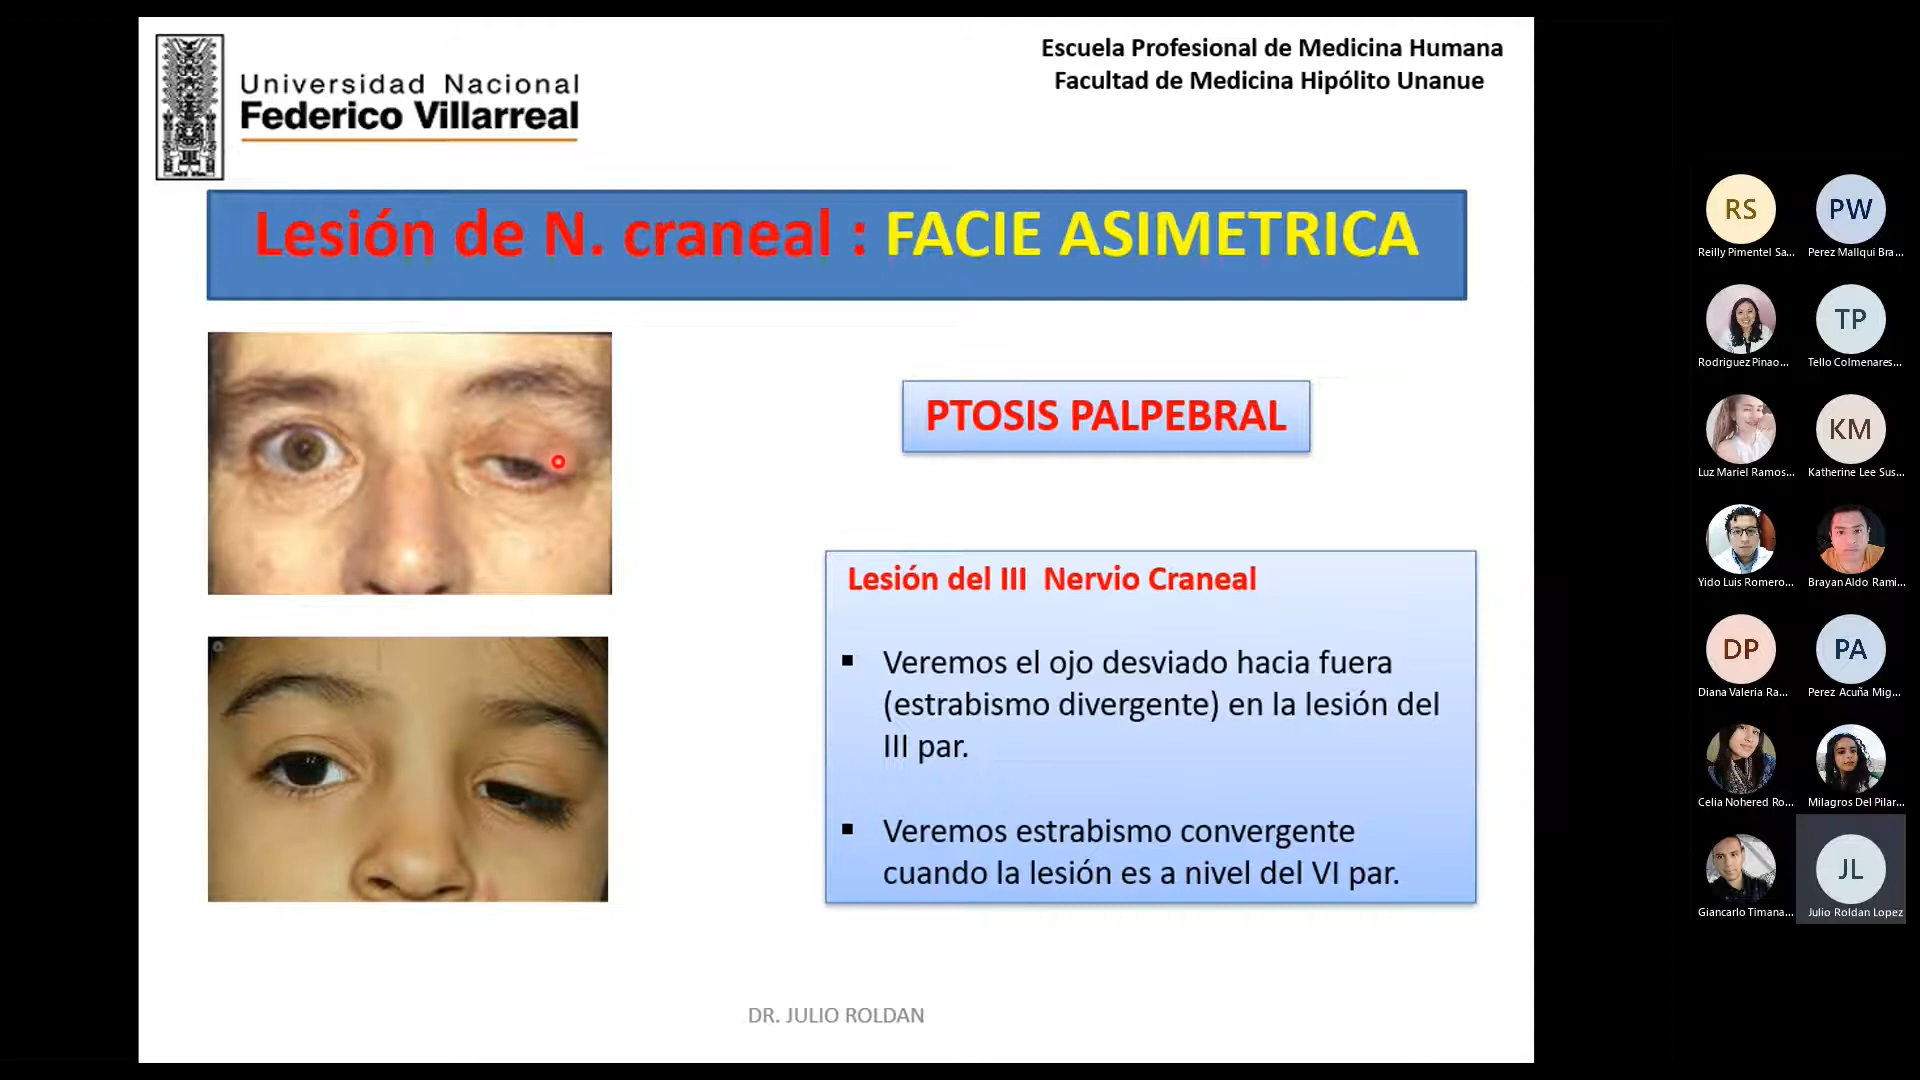 Universidad Nacional
Federico Villarreal
Escuela Profesional de Medicina Humana
Facultad de Medicina Hipólito Unanue
Lesión de N. craneal : FACIE ASIMETRICA
PTOSIS PALPEBRAL
Lesión del III Nervio Craneal
▪ Veremos el ojo desviado hacia fuera
(estrabismo divergente) en la lesión del
III par.
▪ Veremos estrabismo convergente
cuando la lesión es a nivel del VI par.
DR. JULIO ROLDAN
RS
PW
Reilly Pimentel Sa...
Perez Mallqui Bra...
TP
Rodriguez Pinao...
Tello Colmenares...
KM
Luz Mariel Ramos...
Katherine Lee Sus...
Yido Luis Romero...
Brayan Aldo Rami...
DP
PA
Diana Valeria Ra...
Perez Acuña Mig...
Celia Nohered Ro...
Milagros Del Pilar...
JL
Giancarlo Timana...
Julio Roldan Lopez